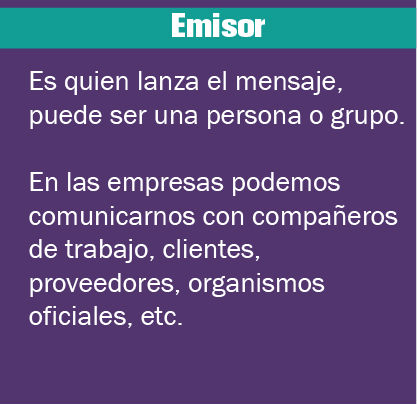 Emisor
Es quien lanza el mensaje,
puede ser una persona o grupo.
En las empresas podemos
comunicarnos con compañeros
de trabajo, clientes,
proveedores, organismos
oficiales, etc.